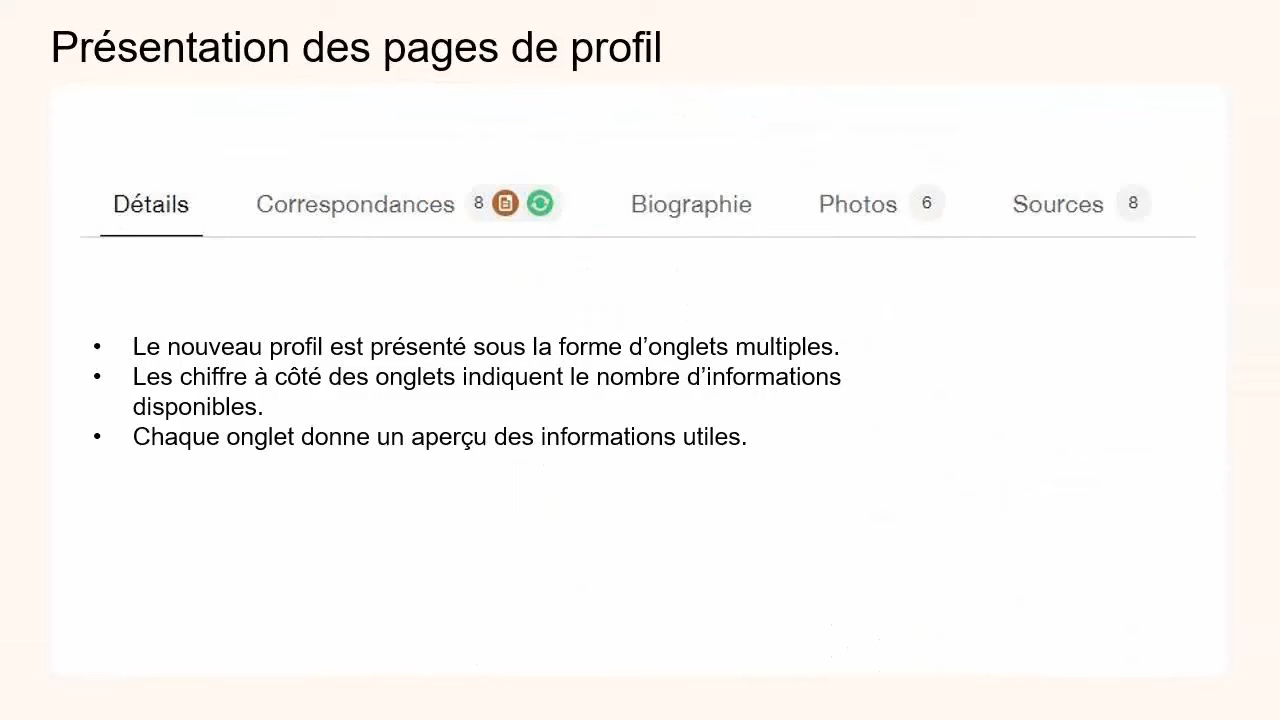 Présentation des pages de profil
Détails Correspondances 8 Biographie Photos 6 Sources 8
• Le nouveau profil est présenté sous la forme d’onglets multiples.
• Les chiffre à côté des onglets indiquent le nombre d’informations
disponibles.
• Chaque onglet donne un aperçu des informations utiles.